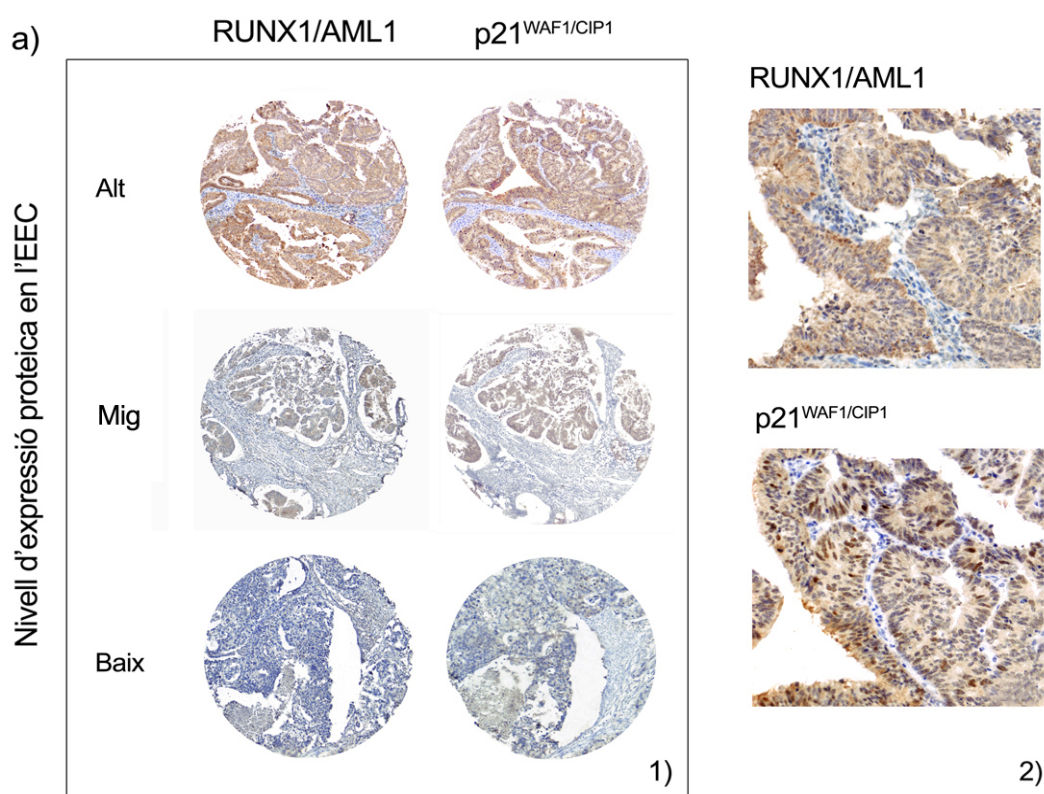 a)
RUNX1/AML1
p21WAF1/CIP1
Nivell d'expressió proteica en l'EEC
Alt
Mig
Baix
1)
RUNX1/AML1
p21WAF1/CIP1
2)